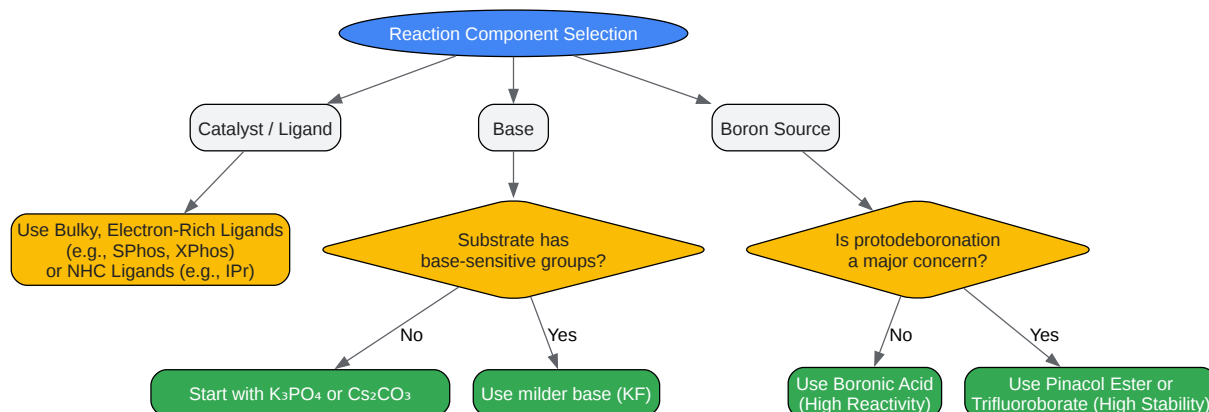 Reaction Component Selection
Catalyst / Ligand
Base
Boron Source
Use Bulky, Electron-Rich Ligands
(e.g., SPhos, XPhos)
or NHC Ligands (e.g., IPr)
Substrate has
base-sensitive groups?
Is protodeboronation
a major concern?
No
Yes
No
Yes
Start with K₃PO₄ or Cs₂CO₃
Use milder base (KF)
Use Boronic Acid
(High Reactivity)
Use Pinacol Ester or
Trifluoroborate (High Stability)